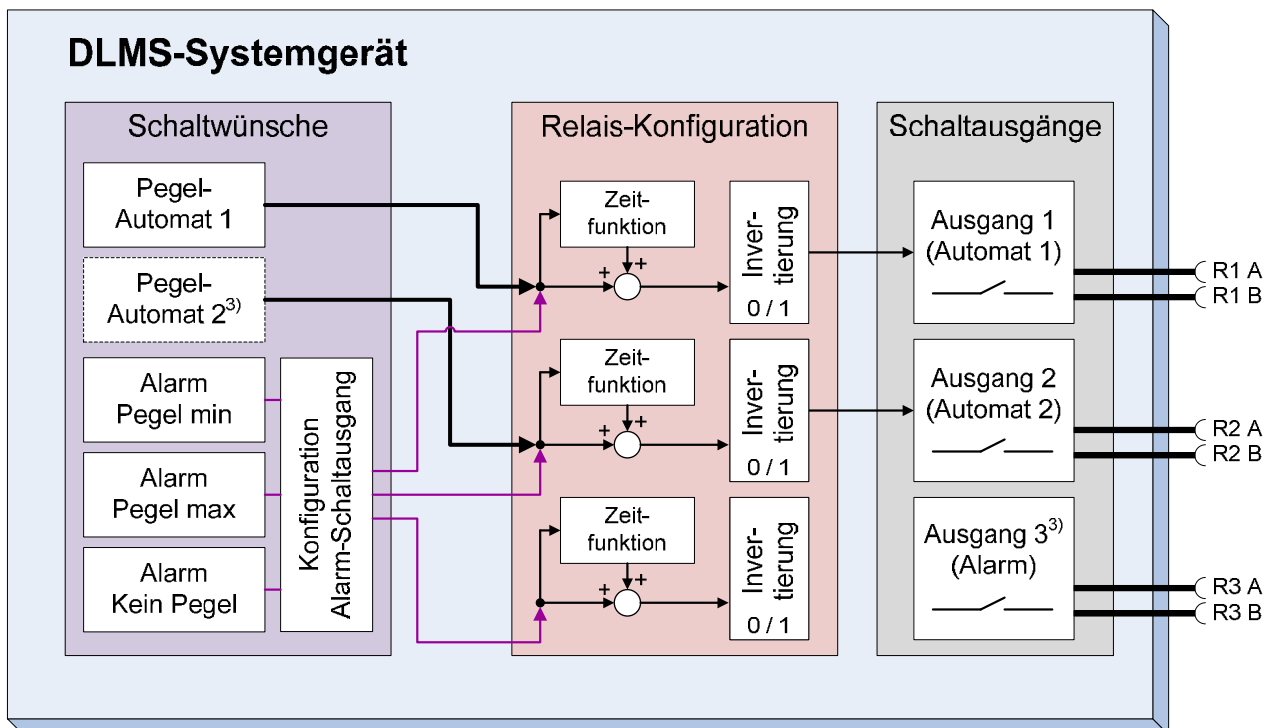 DLMS-Systemgerät
Schaltwünsche
Pegel-
Automat 1
Pegel-
Automat 2³⁾
Alarm
Pegel min
Alarm
Pegel max
Alarm
Kein Pegel
Konfiguration
Alarm-Schaltausgang
Relais-Konfiguration
Zeit-
funktion
+
+
Inver-
tierung
0 / 1
Zeit-
funktion
+
+
Inver-
tierung
0 / 1
Zeit-
funktion
+
+
Inver-
tierung
0 / 1
Schaltausgänge
Ausgang 1
(Automat 1)
Ausgang 2
(Automat 2)
Ausgang 3³⁾
(Alarm)
R1 A
R1 B
R2 A
R2 B
R3 A
R3 B